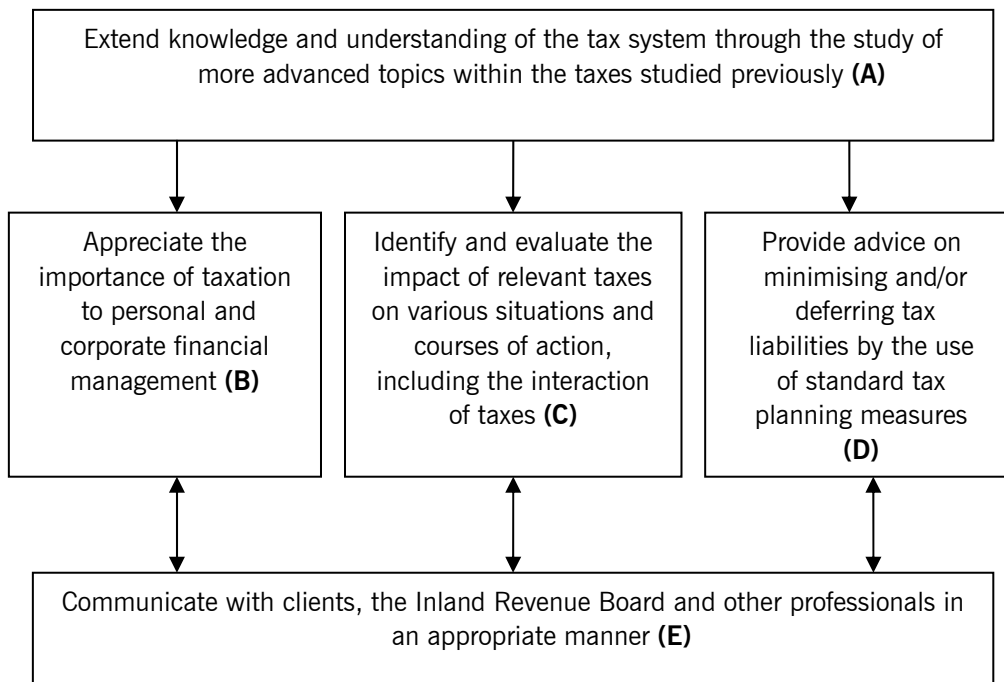 Extend knowledge and understanding of the tax system through the study of
more advanced topics within the taxes studied previously (A)
Appreciate the
importance of taxation
to personal and
corporate financial
management (B)
Identify and evaluate the
impact of relevant taxes
on various situations and
courses of action,
including the interaction
of taxes (C)
Provide advice on
minimising and/or
deferring tax
liabilities by the use
of standard tax
planning measures
(D)
Communicate with clients, the Inland Revenue Board and other professionals in
an appropriate manner (E)